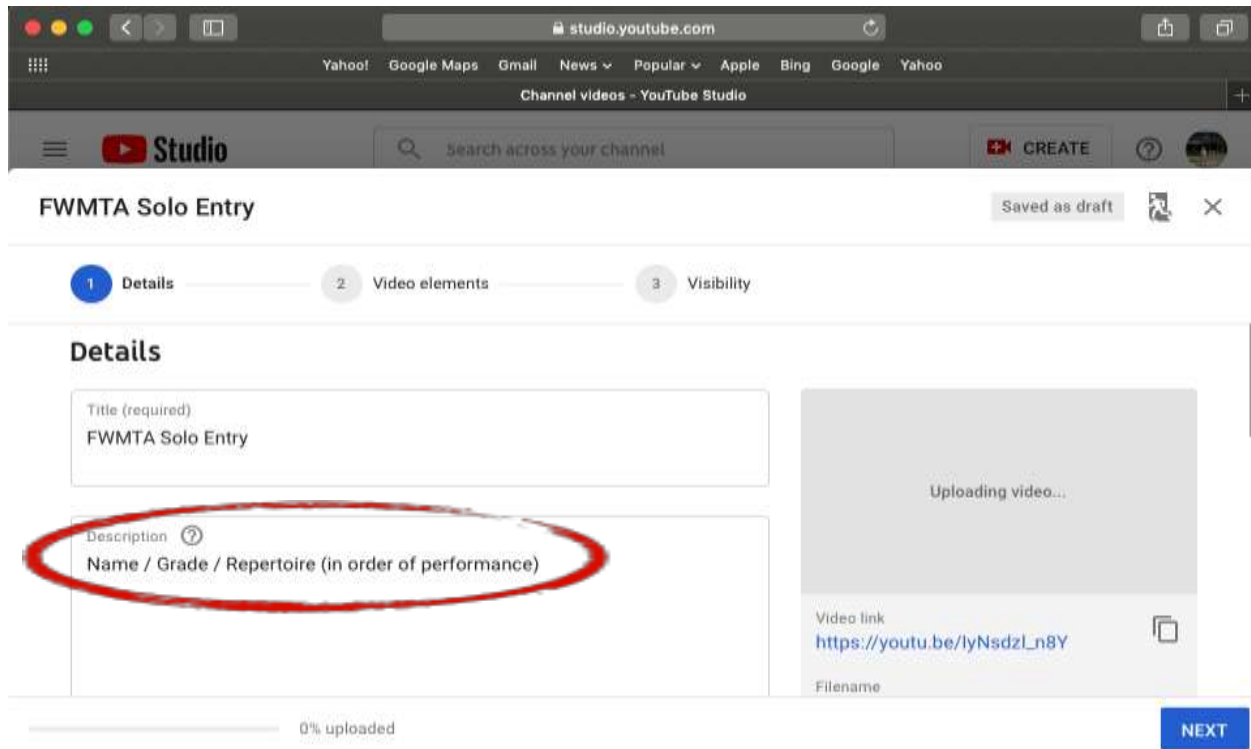 studio.youtube.com
Yahoo! Google Maps Gmail News Popular Apple Bing Google Yahoo
Channel videos - YouTube Studio
Studio
Search across your channel
CREATE
FWMTA Solo Entry
Saved as draft
1 Details 2 Video elements 3 Visibility
Details
Title (required)
FWMTA Solo Entry
Uploading video...
Description
Name / Grade / Repertoire (in order of performance)
Video link
https://youtu.be/lyNsdzl_n8Y
Filename
0% uploaded
NEXT